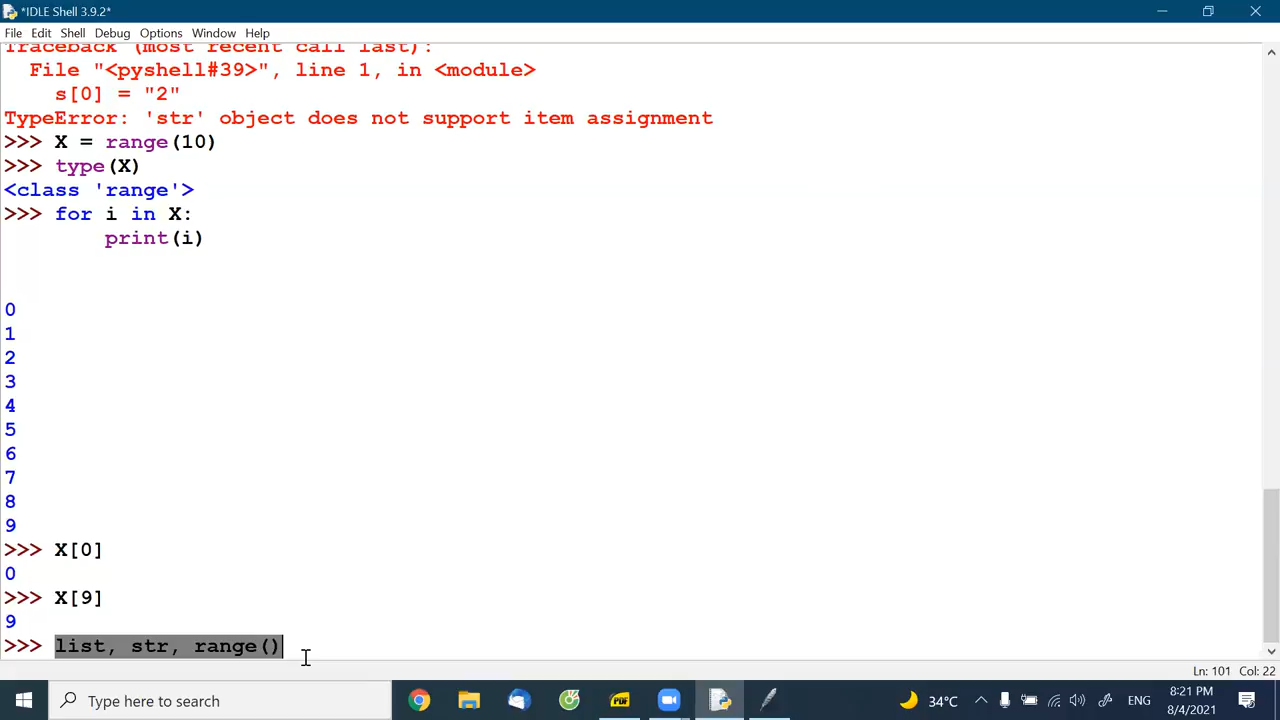 *IDLE Shell 3.9.2*
File Edit Shell Debug Options Window Help
Traceback (most recent call last):
File "<pyshell#39>", line 1, in <module>
s[0] = "2"
TypeError: 'str' object does not support item assignment
>>> X = range(10)
>>> type(X)
<class 'range'>
>>> for i in X:
print(i)
0
1
2
3
4
5
6
7
8
9
>>> X[0]
0
>>> X[9]
9
>>> list, str, range()
Ln: 101 Col: 22
Type here to search
PDF
34°C
ENG
8:21 PM
8/4/2021